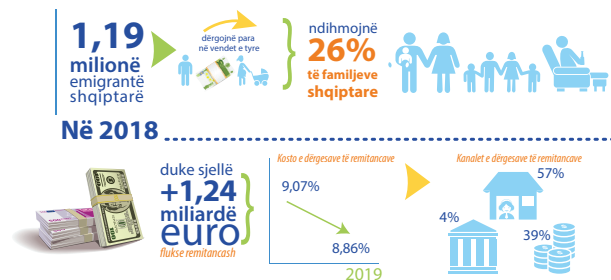 1,19
milionë
emigrantë
shqiptarë
dërgojnë para
në vendet e tyre
ndihmojnë
26%
të familjeve
shqiptare
Në 2018
duke sjellë
+1,24
miliardë
euro
flukse remitancash
Kosto e dërgesave të remitancave
9,07%
8,86%
2019
Kanalet e dërgesave të remitancave
57%
4%
39%